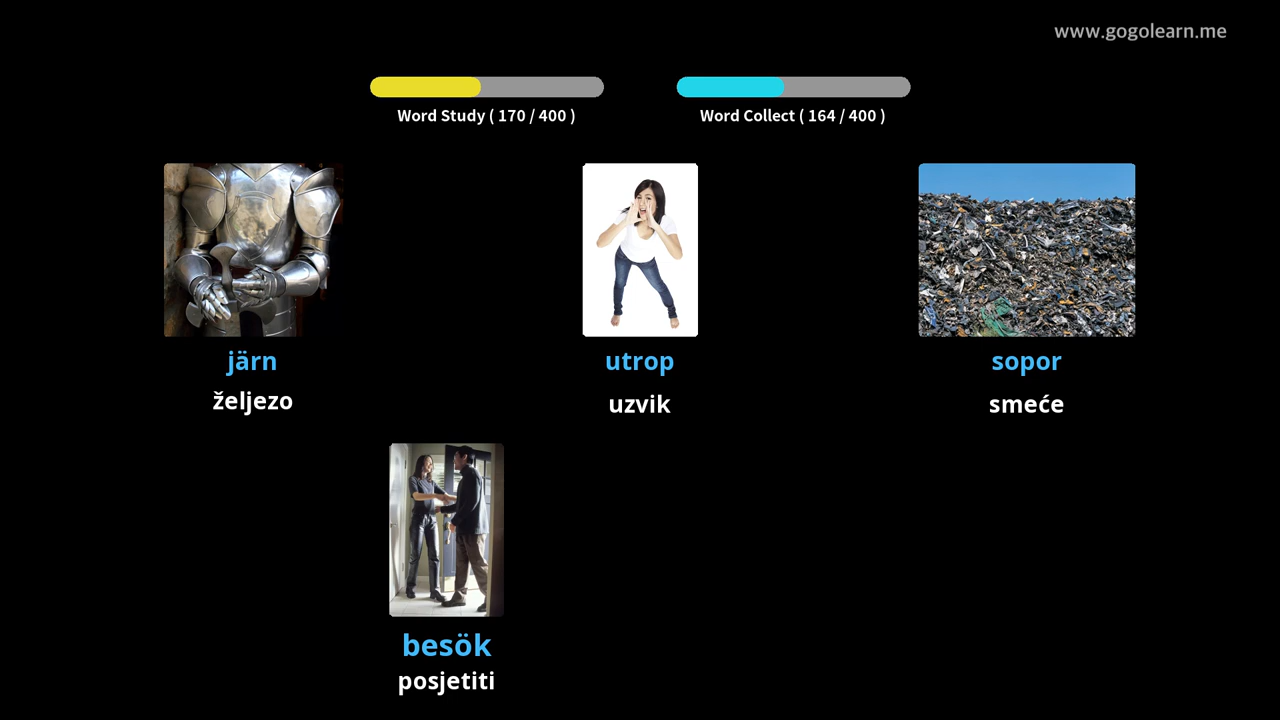 www.gogolearn.me
Word Study ( 170 / 400 )
Word Collect ( 164 / 400 )
järn
utrop
sopor
željezo
uzvik
smeće
besök
posjetiti